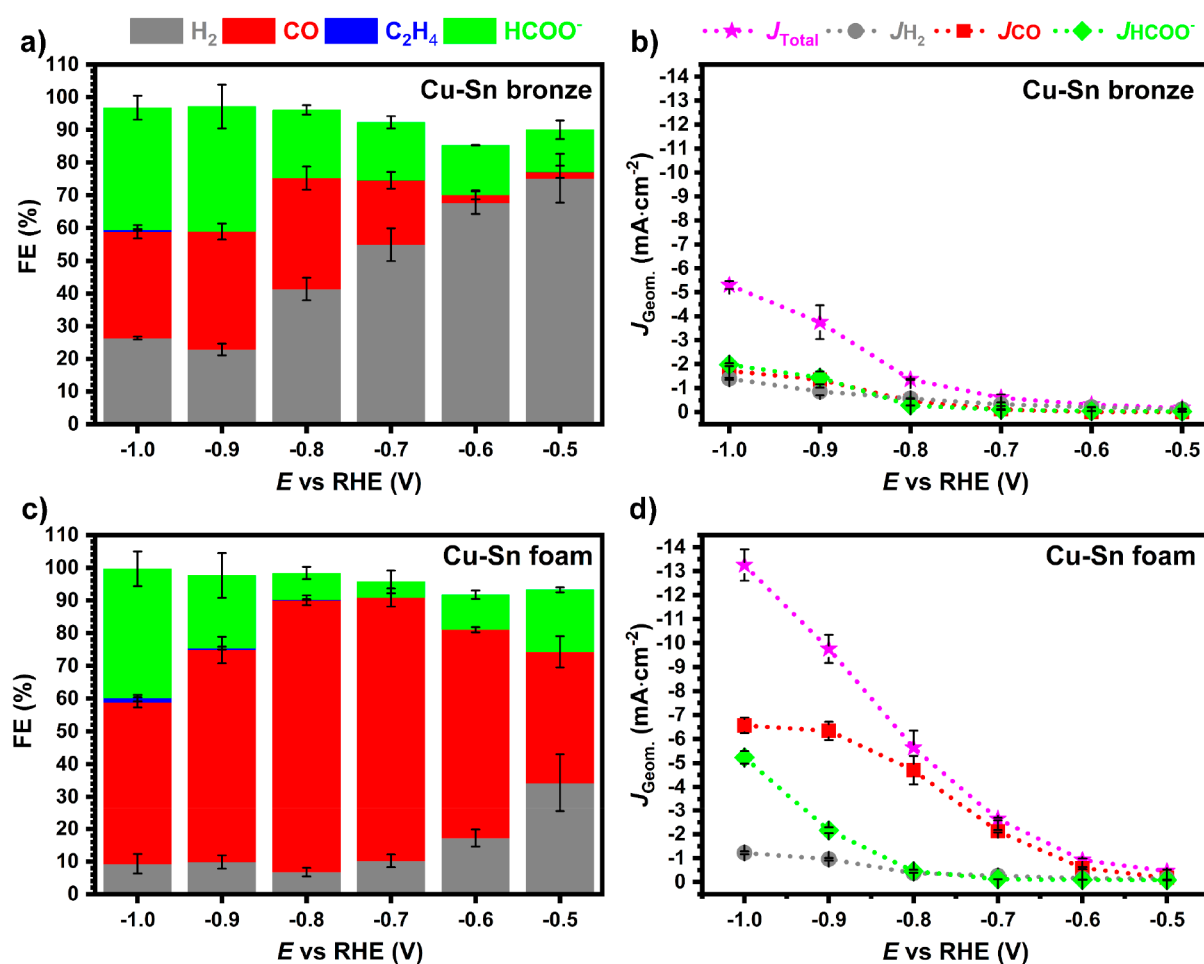 H₂ CO C₂H₄ HCOO⁻
J_Total J_H₂ J_CO J_HCOO⁻
a)
Cu-Sn bronze
FE (%)
110
100
90
80
70
60
50
40
30
20
10
0
-1.0 -0.9 -0.8 -0.7 -0.6 -0.5
E vs RHE (V)
b)
Cu-Sn bronze
J_Geom. (mA·cm⁻²)
-14
-13
-12
-11
-10
-9
-8
-7
-6
-5
-4
-3
-2
-1
0
-1.0 -0.9 -0.8 -0.7 -0.6 -0.5
E vs RHE (V)
c)
Cu-Sn foam
FE (%)
110
100
90
80
70
60
50
40
30
20
10
0
-1.0 -0.9 -0.8 -0.7 -0.6 -0.5
E vs RHE (V)
d)
Cu-Sn foam
J_Geom. (mA·cm⁻²)
-14
-13
-12
-11
-10
-9
-8
-7
-6
-5
-4
-3
-2
-1
0
-1.0 -0.9 -0.8 -0.7 -0.6 -0.5
E vs RHE (V)